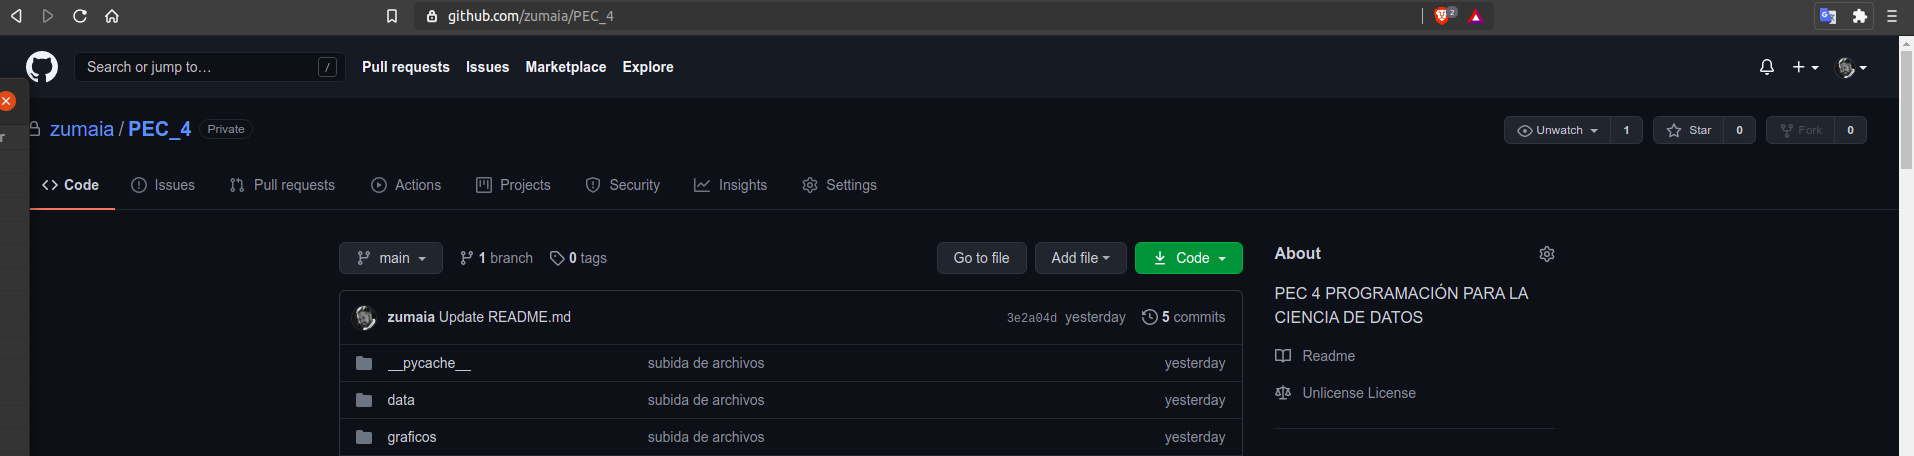 github.com/zumaia/PEC_4
2
Search or jump to... /
Pull requests Issues Marketplace Explore
zumaia / PEC_4 Private
Unwatch 1 Star 0 Fork 0
Code Issues Pull requests Actions Projects Security Insights Settings
main 1 branch 0 tags Go to file Add file Code
About
PEC 4 PROGRAMACIÓN PARA LA
CIENCIA DE DATOS
zumaia Update README.md 3e2a04d yesterday 5 commits
Readme
__pycache__ subida de archivos yesterday
Unlicense License
data subida de archivos yesterday
graficos subida de archivos yesterday